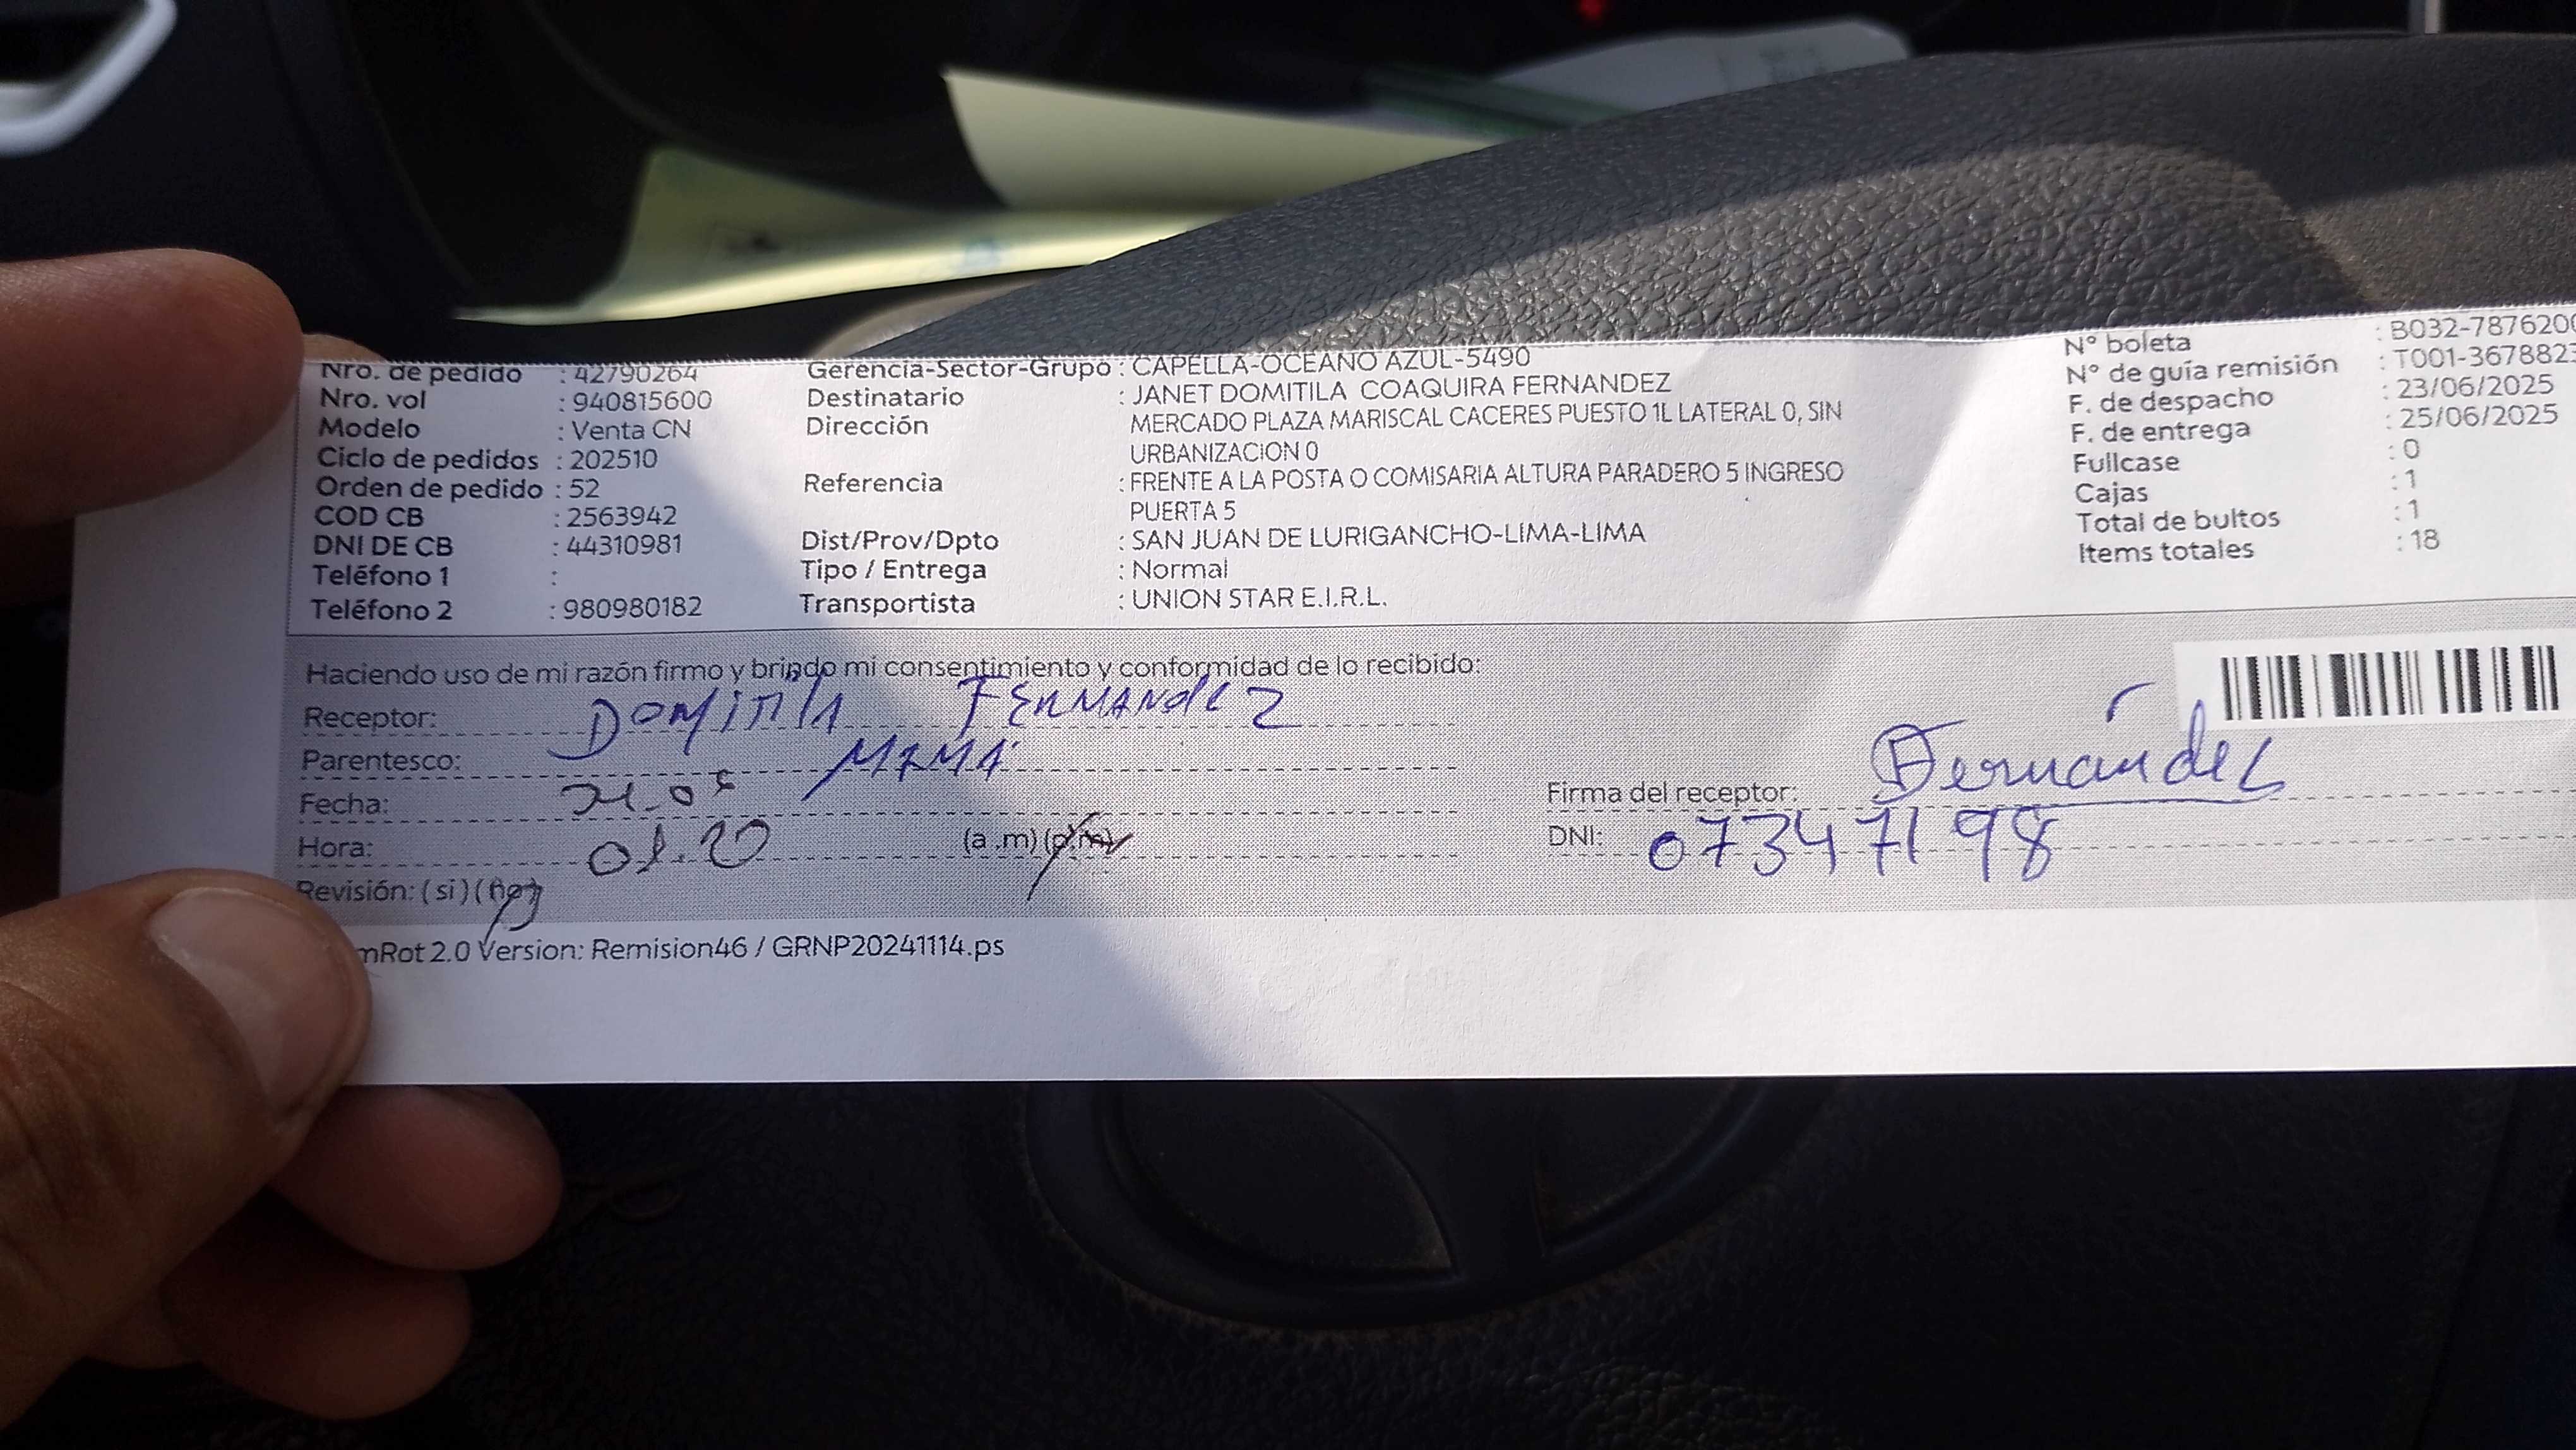 Nro. de pedido : 42790264
Nro. vol : 940815600
Modelo : Venta CN
Ciclo de pedidos : 202510
Orden de pedido : 52
COD CB : 2563942
DNI DE CB : 44310981
Teléfono 1 :
Teléfono 2 : 980980182
Gerencia-Sector-Grupo : CAPELLA-OCEANO AZUL-5490
Destinatario : JANET DOMITILA COAQUIRA FERNANDEZ
Dirección MERCADO PLAZA MARISCAL CACERES PUESTO 1L LATERAL 0, SIN
URBANIZACION 0
Referencia : FRENTE A LA POSTA O COMISARIA ALTURA PARADERO 5 INGRESO
PUERTA 5
Dist/Prov/Dpto : SAN JUAN DE LURIGANCHO-LIMA-LIMA
Tipo / Entrega : Normal
Transportista : UNION STAR E.I.R.L.
N° boleta : B032-7876200
N° de guía remisión : T001-3678823
F. de despacho : 23/06/2025
F. de entrega : 25/06/2025
Fullcase : 0
Cajas : 1
Total de bultos : 1
Items totales : 18
Haciendo uso de mi razón firmo y brindo mi consentimiento y conformidad de lo recibido:
Receptor: DOMITILA FERNANDEZ
Parentesco: MAMA
Fecha:
Hora: 01.20 (a.m) (p.m)
Revisión: (si) (no)
Firma del receptor: Fernández
DNI: 07347198
mRot 2.0 Version: Remision46 / GRNP20241114.ps